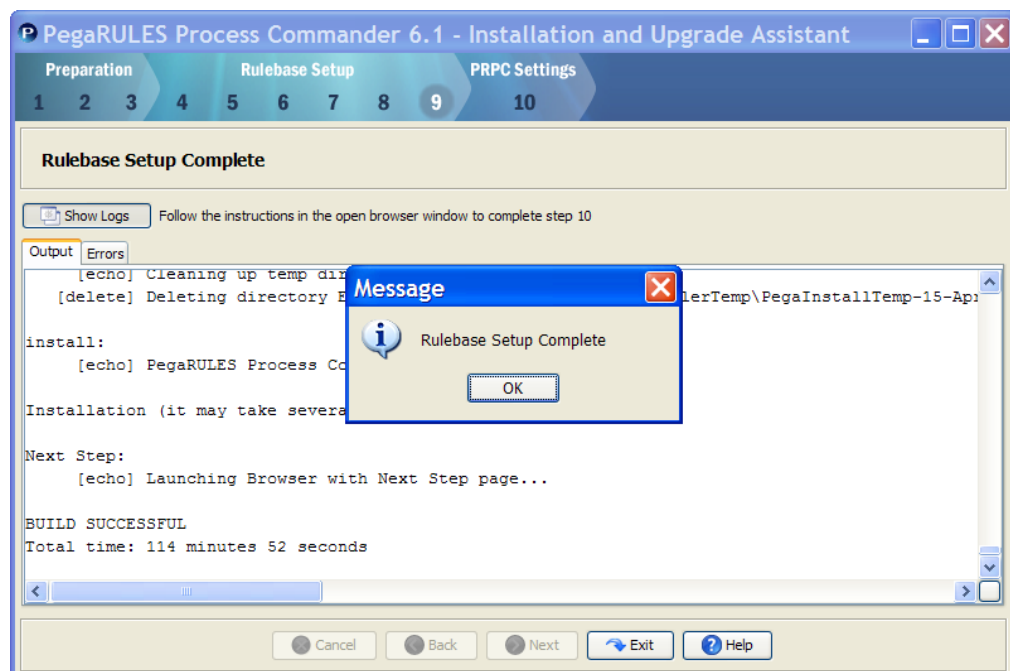 PegaRULES Process Commander 6.1 - Installation and Upgrade Assistant
Preparation Rulebase Setup PRPC Settings
1 2 3 4 5 6 7 8 9 10
Rulebase Setup Complete
Show Logs Follow the instructions in the open browser window to complete step 10
Output Errors
[echo] Cleaning up temp dir
[delete] Deleting directory E lerTemp\PegaInstallTemp-15-Apr
install:
[echo] PegaRULES Process Co
Installation (it may take severa
Next Step:
[echo] Launching Browser with Next Step page...
BUILD SUCCESSFUL
Total time: 114 minutes 52 seconds
Message
Rulebase Setup Complete
OK
Cancel Back Next Exit Help